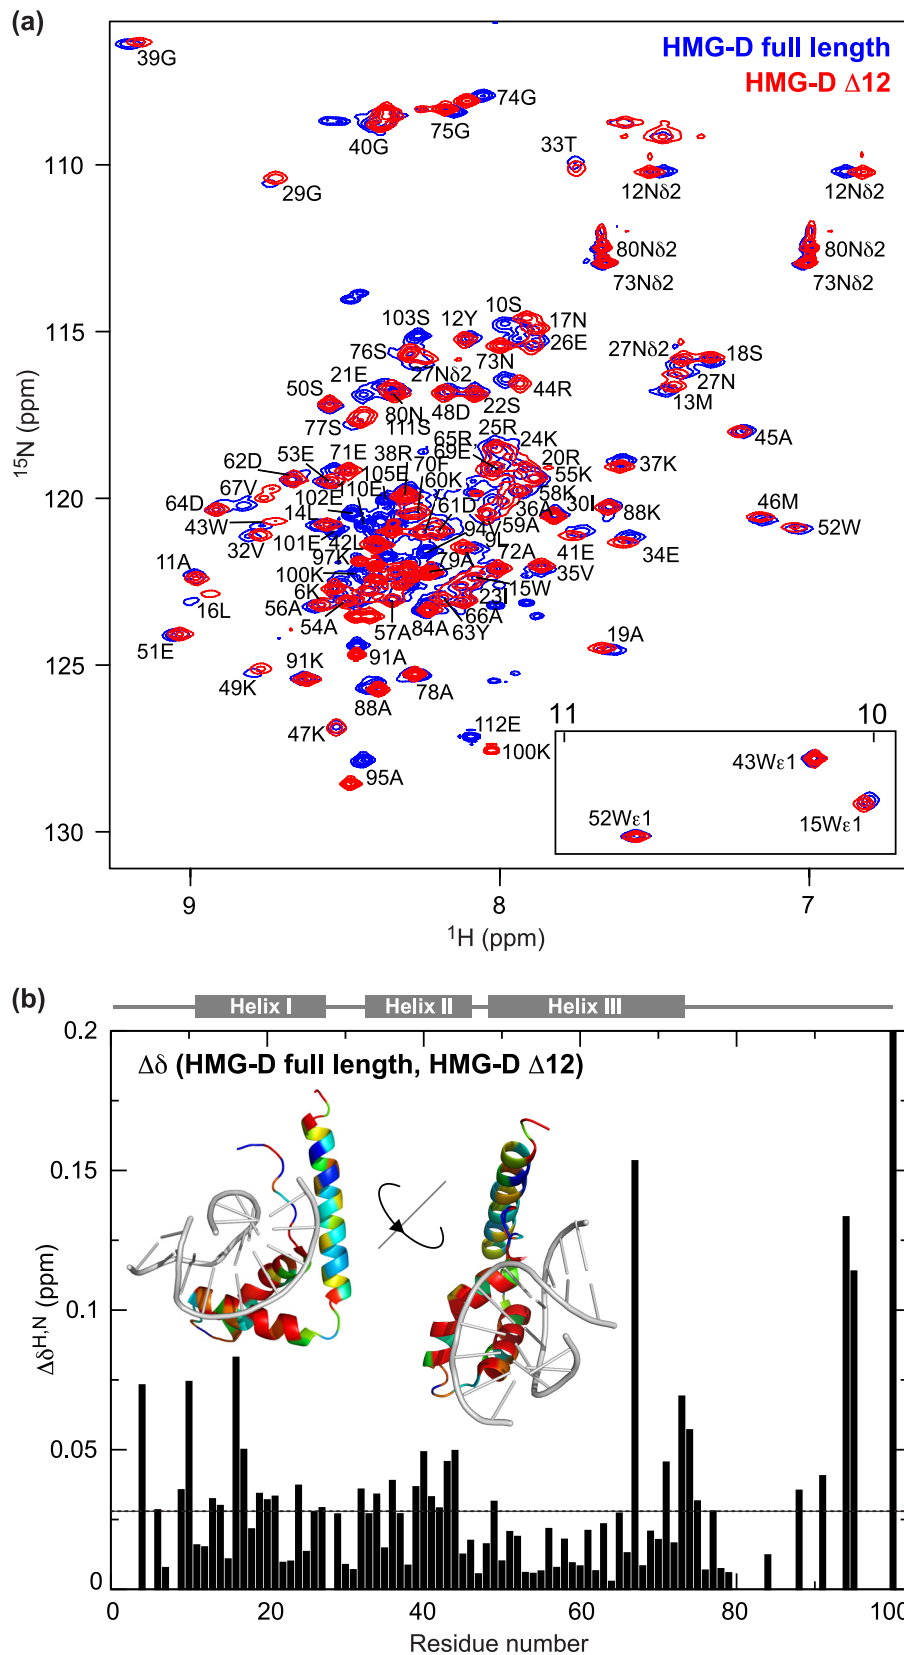 (a)
HMG-D full length
HMG-D Δ12
39G
74G
75G
40G
33T
110
29G
12Nδ2
12Nδ2
80Nδ2
80Nδ2
73Nδ2
73Nδ2
103S
12Y
10S
17N
115
76S
73N
26E
21E
27Nδ2
27Nδ2
18S
27N
50S
44R
13M
80N
48D
22S
77S
111S
25R
45A
65R
24K
53E
71E
38R
69E
20R
37K
62D
105E
70F
55K
67V
102E
110E
60K
58K
120
64D
61D
36A
30I
88K
46M
43W
14L
94V
59A
52W
32V
101E
42L
9L
41E
34E
97K
79A
72A
35V
11A
100K
15W
6K
23I
16L
56A
66A
54A
57A
84A
63Y
19A
51E
91K
91A
125
49K
88A
78A
47K
112E
100K
95A
11
10
43Wε1
15Wε1
52Wε1
130
15N (ppm)
9
8
7
1H (ppm)
(b)
Helix I
Helix II
Helix III
0.2
Δδ (HMG-D full length, HMG-D Δ12)
0.15
0.1
0.05
0
ΔδH,N (ppm)
0
20
40
60
80
100
Residue number